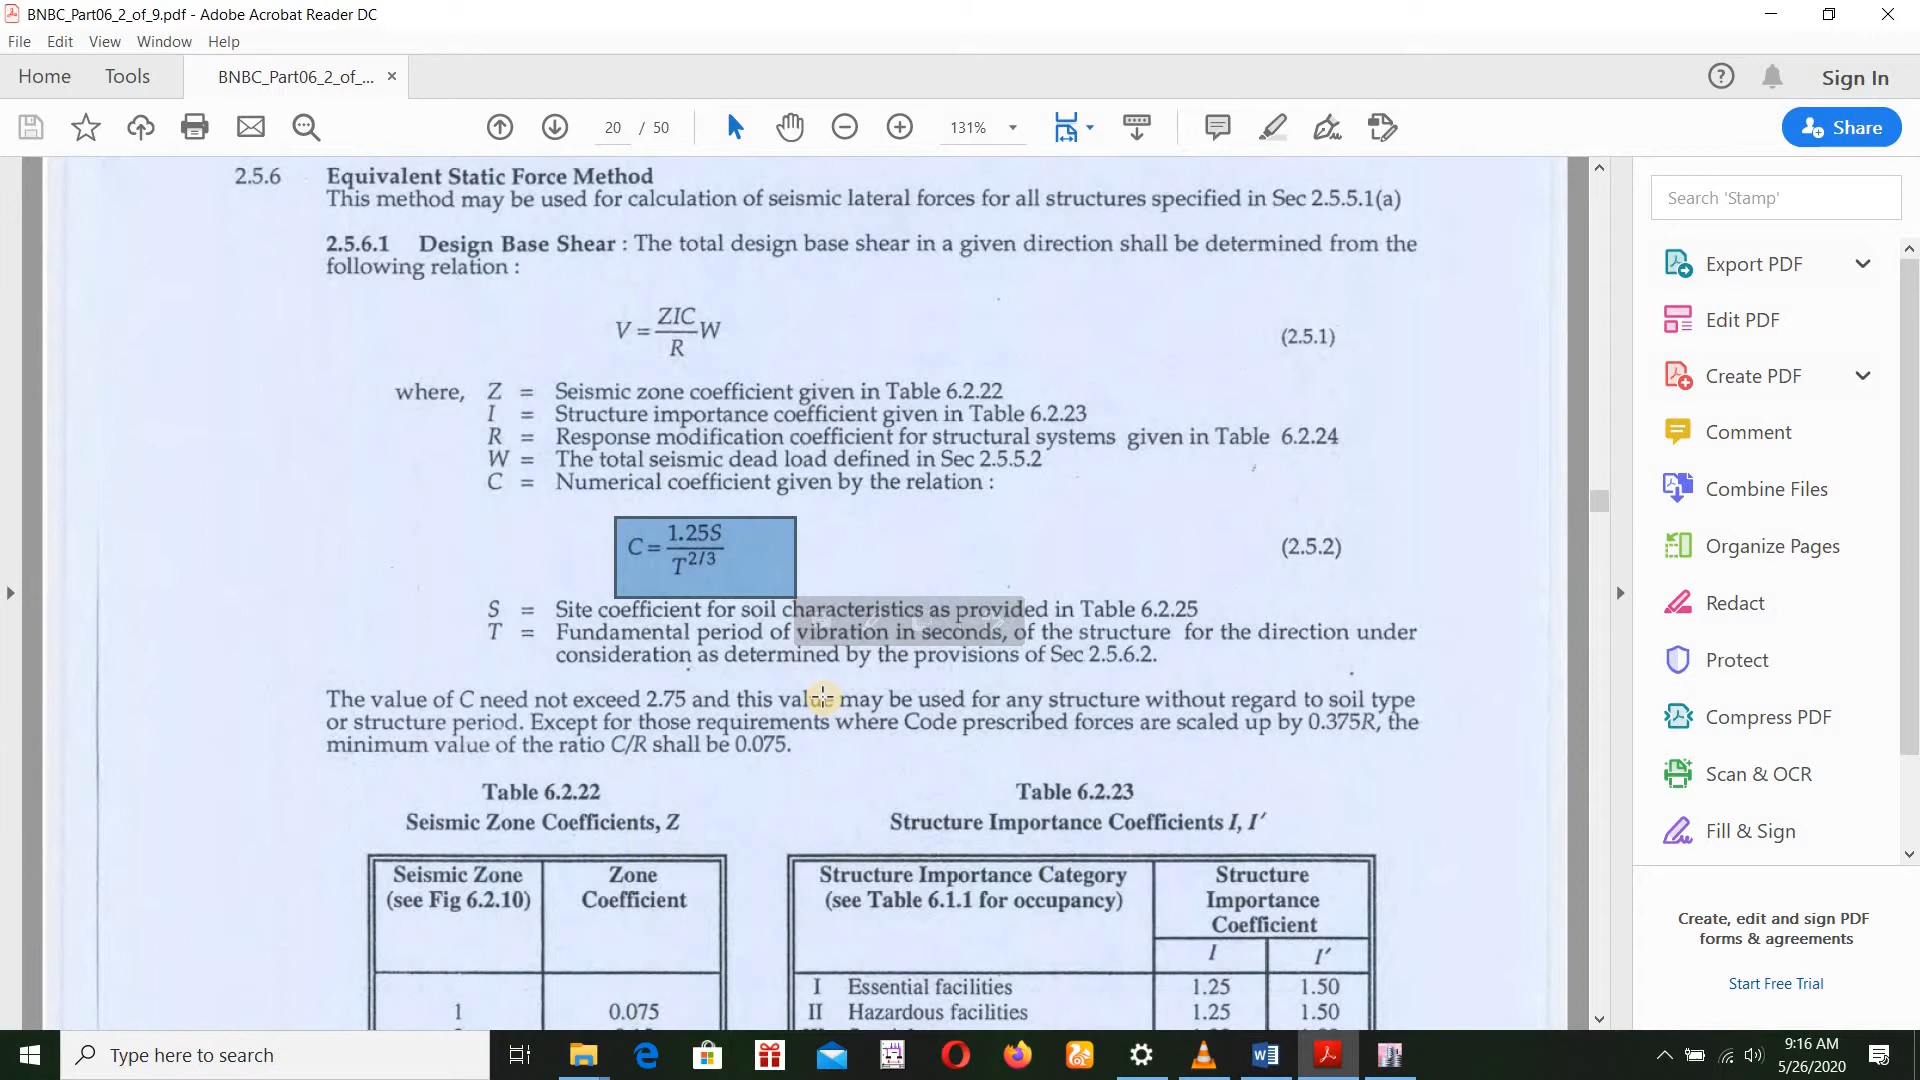 BNBC_Part06_2_of_9.pdf - Adobe Acrobat Reader DC
File Edit View Window Help
Home Tools BNBC_Part06_2_of_... × Sign In
20 / 50 131% Share
2.5.6 Equivalent Static Force Method
This method may be used for calculation of seismic lateral forces for all structures specified in Sec 2.5.5.1(a)
2.5.6.1 Design Base Shear : The total design base shear in a given direction shall be determined from the
following relation :
V = ZIC/R W (2.5.1)
where, Z = Seismic zone coefficient given in Table 6.2.22
I = Structure importance coefficient given in Table 6.2.23
R = Response modification coefficient for structural systems given in Table 6.2.24
W = The total seismic dead load defined in Sec 2.5.5.2
C = Numerical coefficient given by the relation :
C = 1.25S/T^2/3 (2.5.2)
S = Site coefficient for soil characteristics as provided in Table 6.2.25
T = Fundamental period of vibration in seconds, of the structure for the direction under
consideration as determined by the provisions of Sec 2.5.6.2.
The value of C need not exceed 2.75 and this value may be used for any structure without regard to soil type
or structure period. Except for those requirements where Code prescribed forces are scaled up by 0.375R, the
minimum value of the ratio C/R shall be 0.075.
Table 6.2.22
Seismic Zone Coefficients, Z
Seismic Zone Zone
(see Fig 6.2.10) Coefficient
1 0.075
Table 6.2.23
Structure Importance Coefficients I, I′
Structure Importance Category Structure
(see Table 6.1.1 for occupancy) Importance
Coefficient
I I′
I Essential facilities 1.25 1.50
II Hazardous facilities 1.25 1.50
Search 'Stamp'
Export PDF
Edit PDF
Create PDF
Comment
Combine Files
Organize Pages
Redact
Protect
Compress PDF
Scan & OCR
Fill & Sign
Create, edit and sign PDF
forms & agreements
Start Free Trial
Type here to search
9:16 AM
5/26/2020